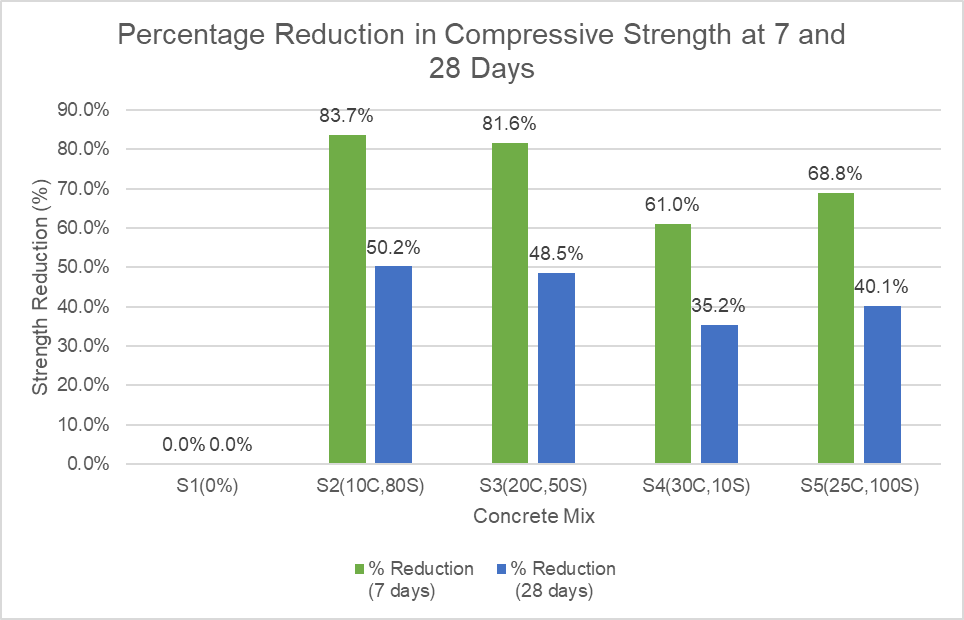 Percentage Reduction in Compressive Strength at 7 and
28 Days
Strength Reduction (%)
90.0%
80.0%
70.0%
60.0%
50.0%
40.0%
30.0%
20.0%
10.0%
0.0%
0.0% 0.0%
83.7%
50.2%
81.6%
48.5%
61.0%
35.2%
68.8%
40.1%
S1(0%)
S2(10C,80S)
S3(20C,50S)
S4(30C,10S)
S5(25C,100S)
Concrete Mix
% Reduction
(7 days)
% Reduction
(28 days)